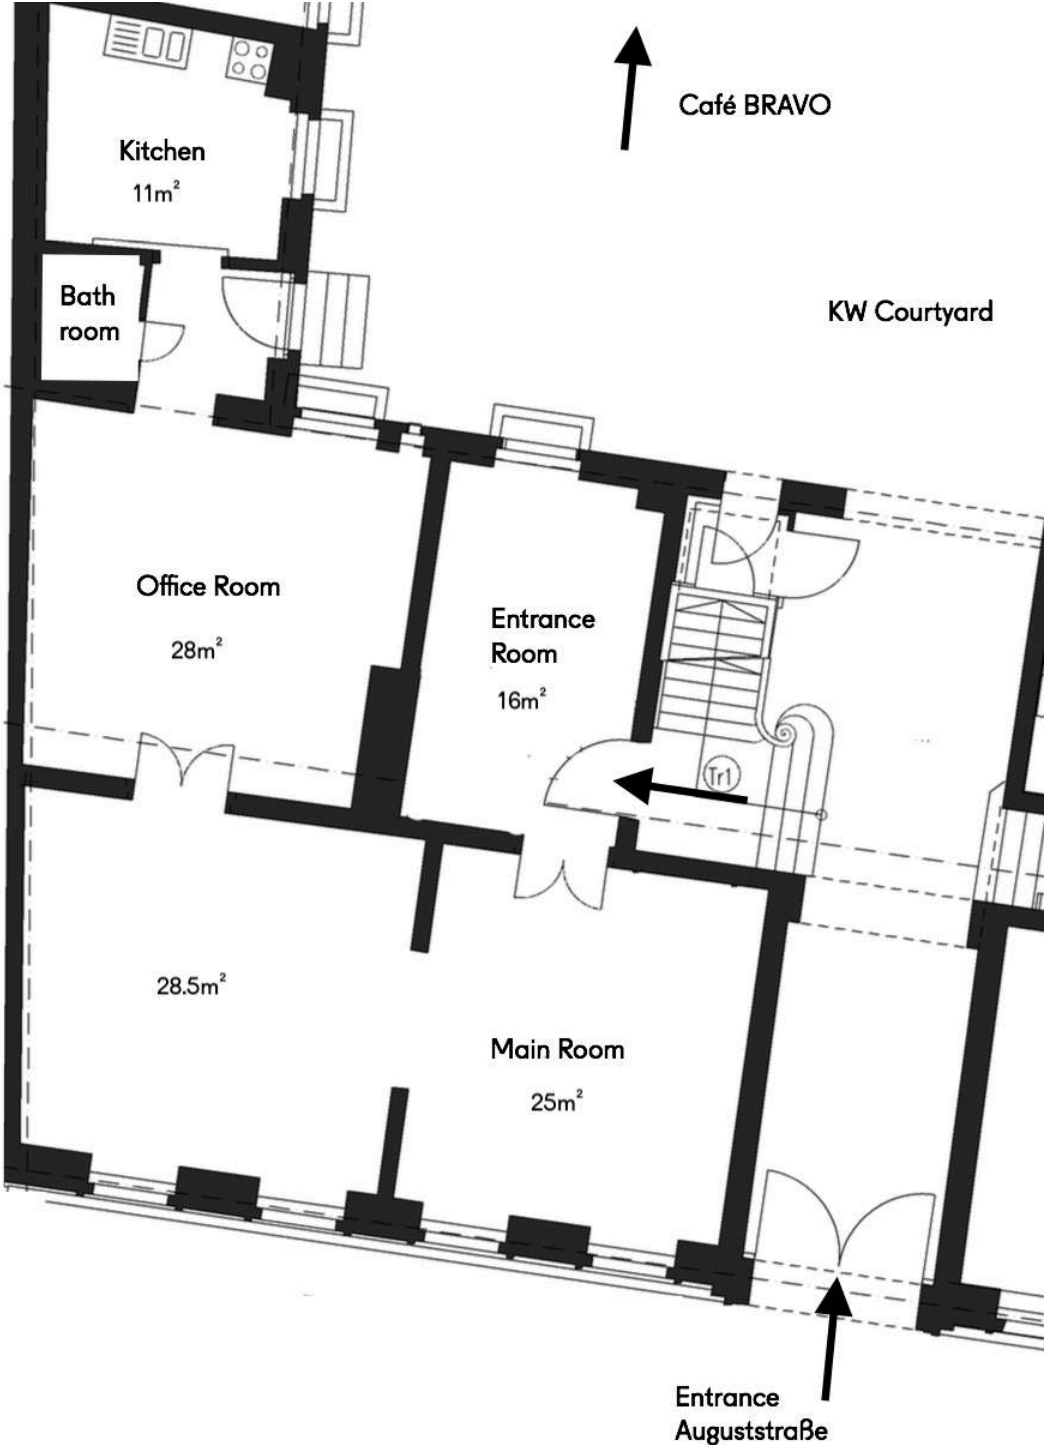 Café BRAVO
Kitchen
11m²
Bath
room
KW Courtyard
Office Room
28m²
Entrance
Room
16m²
Tr1
28.5m²
Main Room
25m²
Entrance
Auguststraße